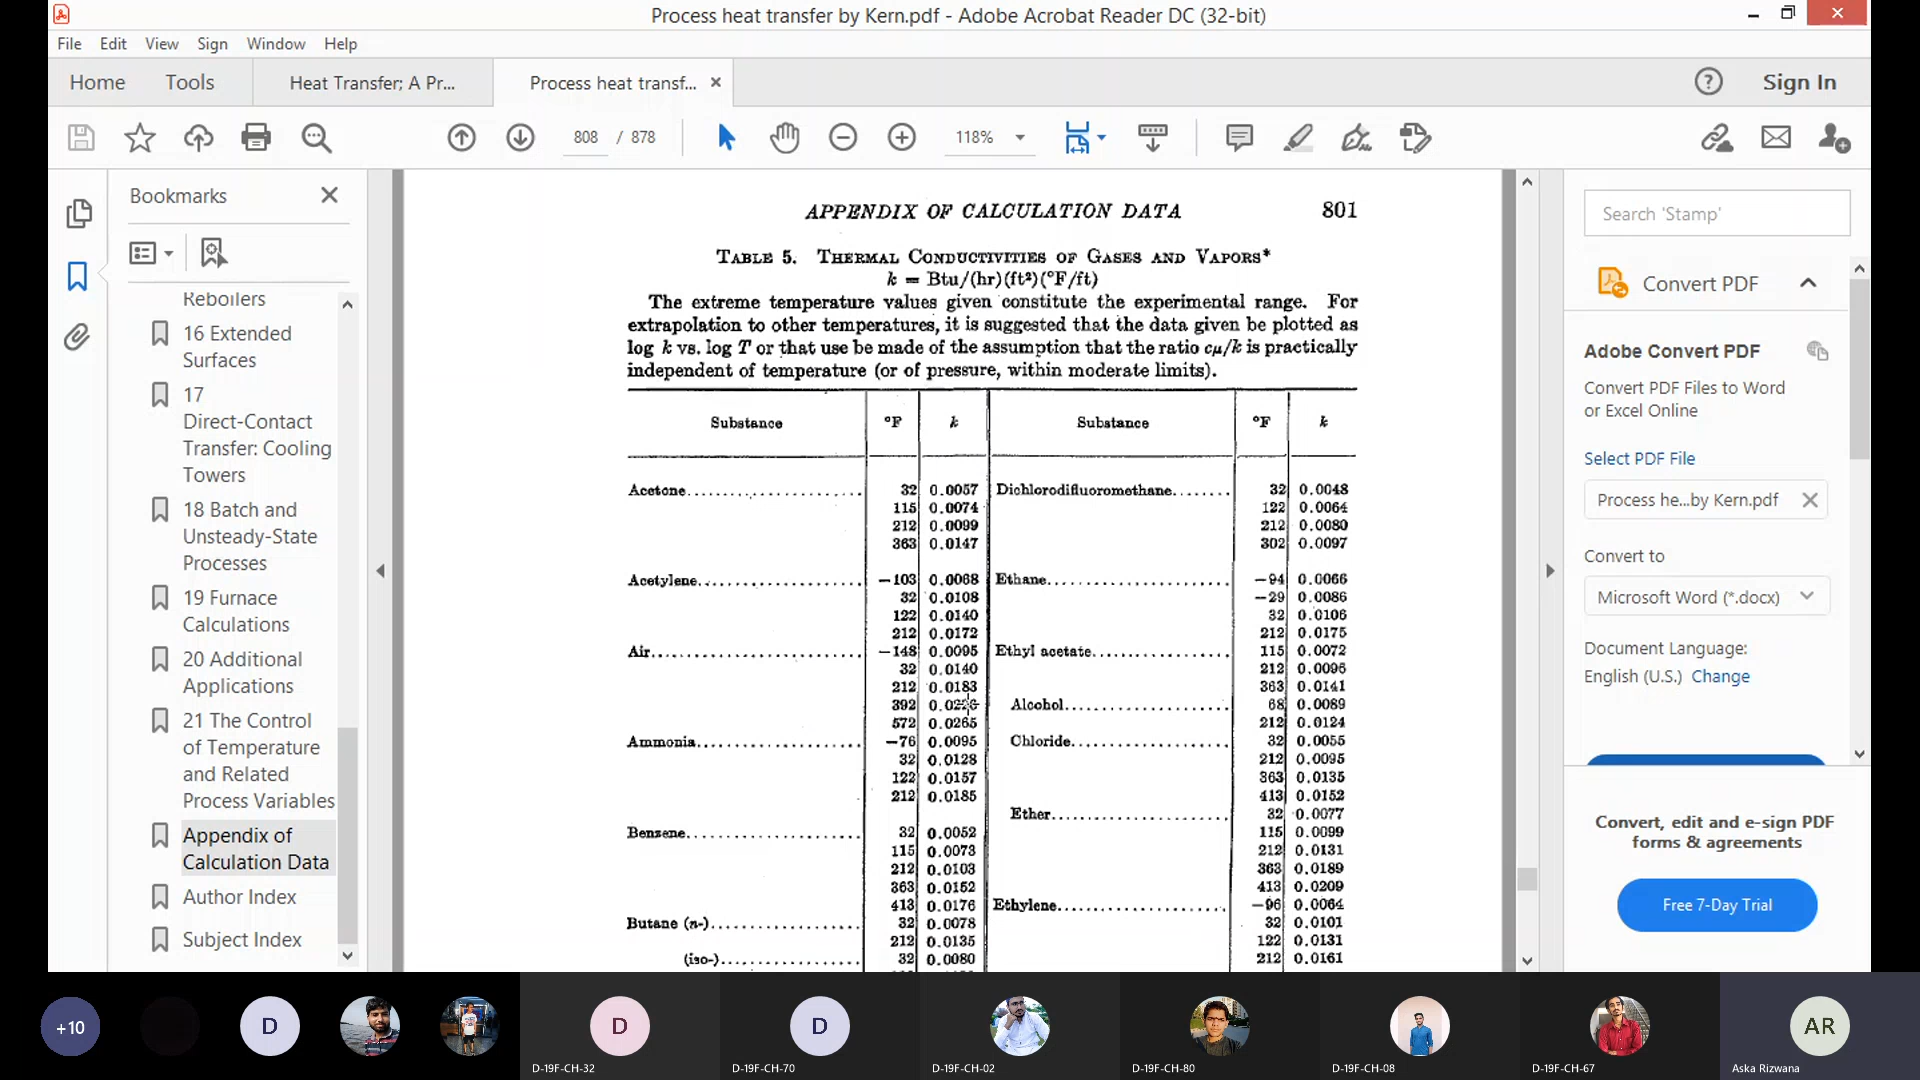 Process heat transfer by Kern.pdf - Adobe Acrobat Reader DC (32-bit)
File Edit View Sign Window Help
Home Tools Heat Transfer; A Pr... Process heat transf... Sign In
808 / 878 118%
Bookmarks
Reboilers
16 Extended
Surfaces
17
Direct-Contact
Transfer: Cooling
Towers
18 Batch and
Unsteady-State
Processes
19 Furnace
Calculations
20 Additional
Applications
21 The Control
of Temperature
and Related
Process Variables
Appendix of
Calculation Data
Author Index
Subject Index
APPENDIX OF CALCULATION DATA 801
TABLE 5. THERMAL CONDUCTIVITIES OF GASES AND VAPORS*
k = Btu/(hr)(ft²)(°F/ft)
The extreme temperature values given constitute the experimental range. For
extrapolation to other temperatures, it is suggested that the data given be plotted as
log k vs. log T or that use be made of the assumption that the ratio cμ/k is practically
independent of temperature (or of pressure, within moderate limits).
Substance °F k Substance °F k
Acetone 32 0.0057 Dichlorodifluoromethane 32 0.0048
115 0.0074 122 0.0064
212 0.0099 212 0.0080
363 0.0147 302 0.0097
Acetylene −103 0.0068 Ethane −94 0.0066
32 0.0108 −29 0.0086
122 0.0140 32 0.0106
212 0.0172 212 0.0175
Air −148 0.0095 Ethyl acetate 115 0.0072
32 0.0140 212 0.0096
212 0.0183 363 0.0141
392 Alcohol 68 0.0089
572 0.0265 212 0.0124
Ammonia −76 0.0095 Chloride 32 0.0055
32 0.0128 212 0.0095
122 0.0157 363 0.0135
212 0.0185 413 0.0152
Ether 32 0.0077
Benzene 32 0.0052 115 0.0099
115 0.0073 212 0.0131
212 0.0103 363 0.0189
363 0.0152 413 0.0209
413 0.0176 Ethylene −96 0.0064
Butane (n-) 32 0.0078 32 0.0101
212 0.0135 122 0.0131
(iso-) 32 0.0080 212 0.0161
Search 'Stamp'
Convert PDF
Adobe Convert PDF
Convert PDF Files to Word
or Excel Online
Select PDF File
Process he...by Kern.pdf
Convert to
Microsoft Word (*.docx)
Document Language:
English (U.S.) Change
Convert, edit and e-sign PDF
forms & agreements
Free 7-Day Trial
+10 D D D AR
D-19F-CH-32 D-19F-CH-70 D-19F-CH-02 D-19F-CH-80 D-19F-CH-08 D-19F-CH-67 Aska Rizwana